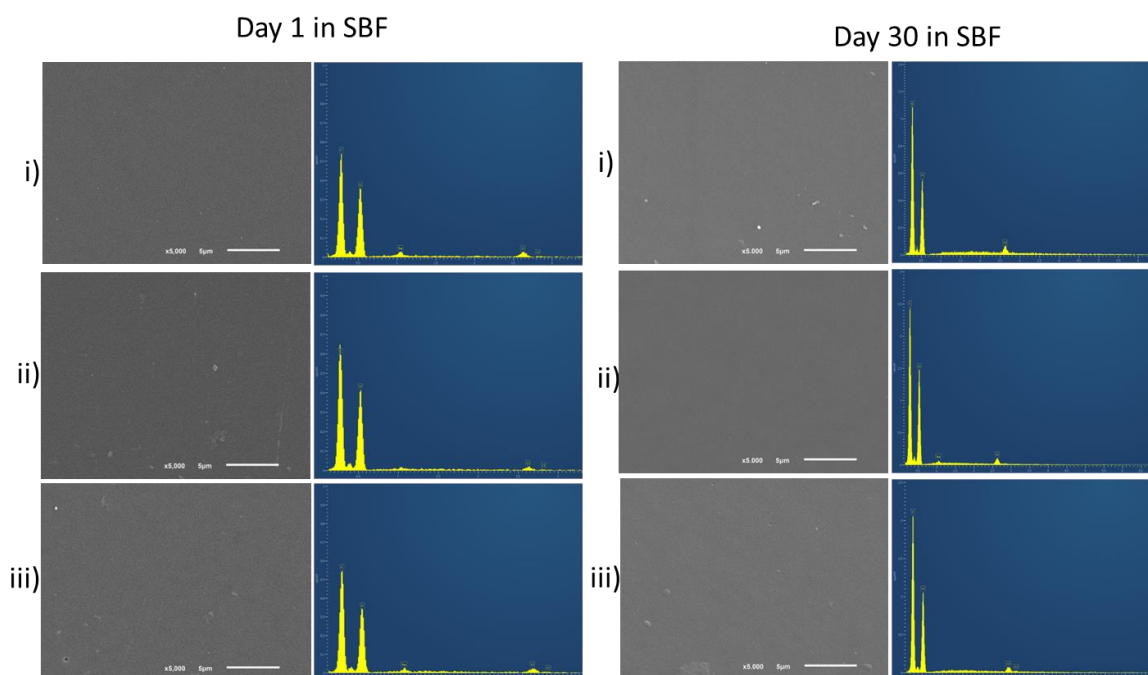 Day 1 in SBF
Day 30 in SBF
i)
x5,000 5µm
i)
x5,000 5µm
ii)
x5,000 5µm
ii)
x5,000 5µm
iii)
x5,000 5µm
iii)
x5,000 5µm